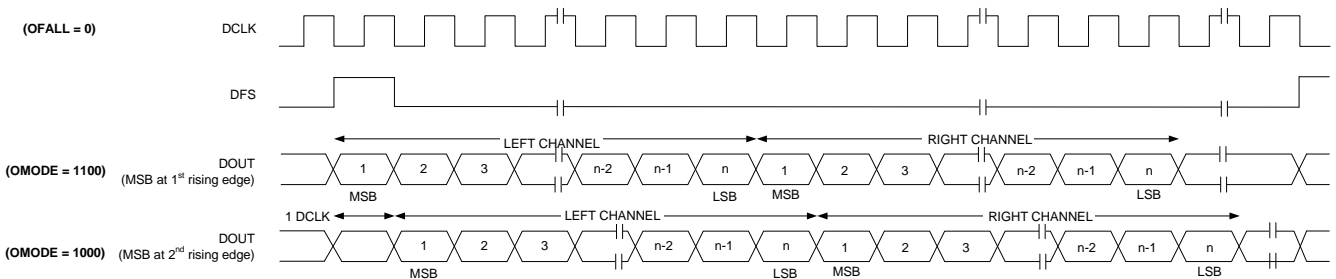 (OFALL = 0) DCLK
DFS
LEFT CHANNEL RIGHT CHANNEL
(OMODE = 1100) DOUT 1 2 3 n-2 n-1 n 1 2 3 n-2 n-1 n
(MSB at 1st rising edge)
MSB LSB MSB LSB
1 DCLK LEFT CHANNEL RIGHT CHANNEL
(OMODE = 1000) DOUT 1 2 3 n-2 n-1 n 1 2 3 n-2 n-1 n
(MSB at 2nd rising edge)
MSB LSB MSB LSB